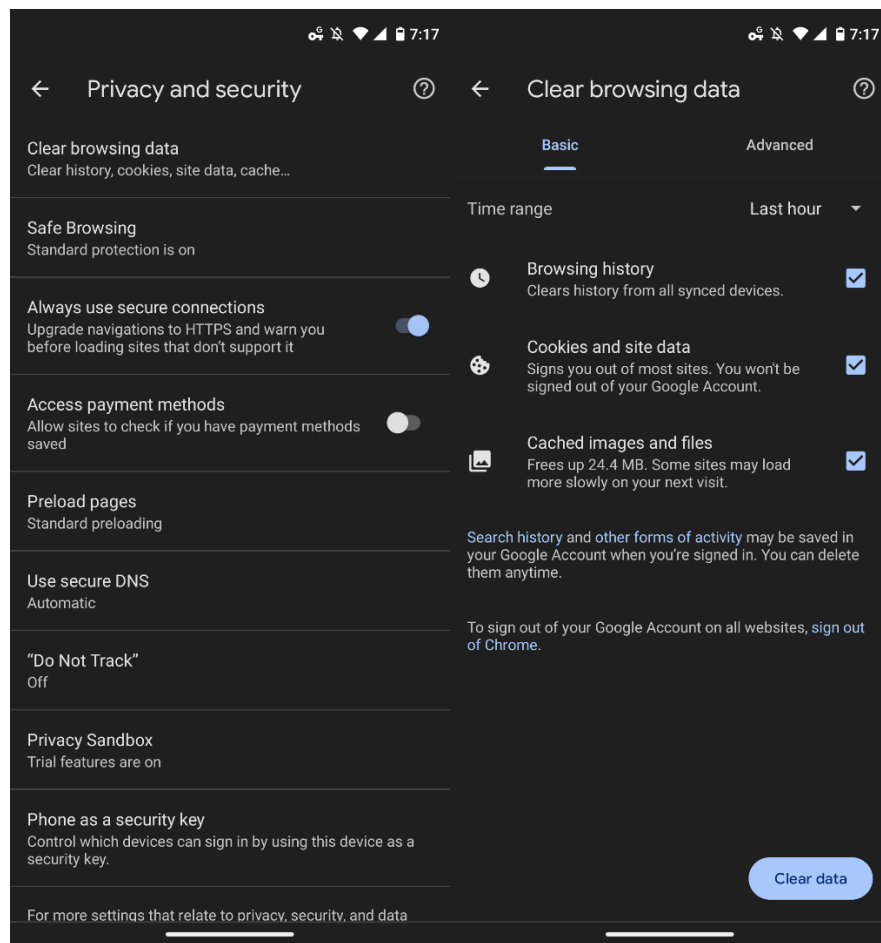 7:17
Privacy and security
Clear browsing data
Clear history, cookies, site data, cache…
Safe Browsing
Standard protection is on
Always use secure connections
Upgrade navigations to HTTPS and warn you
before loading sites that don't support it
Access payment methods
Allow sites to check if you have payment methods
saved
Preload pages
Standard preloading
Use secure DNS
Automatic
“Do Not Track”
Off
Privacy Sandbox
Trial features are on
Phone as a security key
Control which devices can sign in by using this device as a
security key.
For more settings that relate to privacy, security, and data
G 7:17
Clear browsing data
Basic Advanced
Time range Last hour
Browsing history
Clears history from all synced devices.
Cookies and site data
Signs you out of most sites. You won't be
signed out of your Google Account.
Cached images and files
Frees up 24.4 MB. Some sites may load
more slowly on your next visit.
Search history and other forms of activity may be saved in
your Google Account when you're signed in. You can delete
them anytime.
To sign out of your Google Account on all websites, sign out
of Chrome.
Clear data